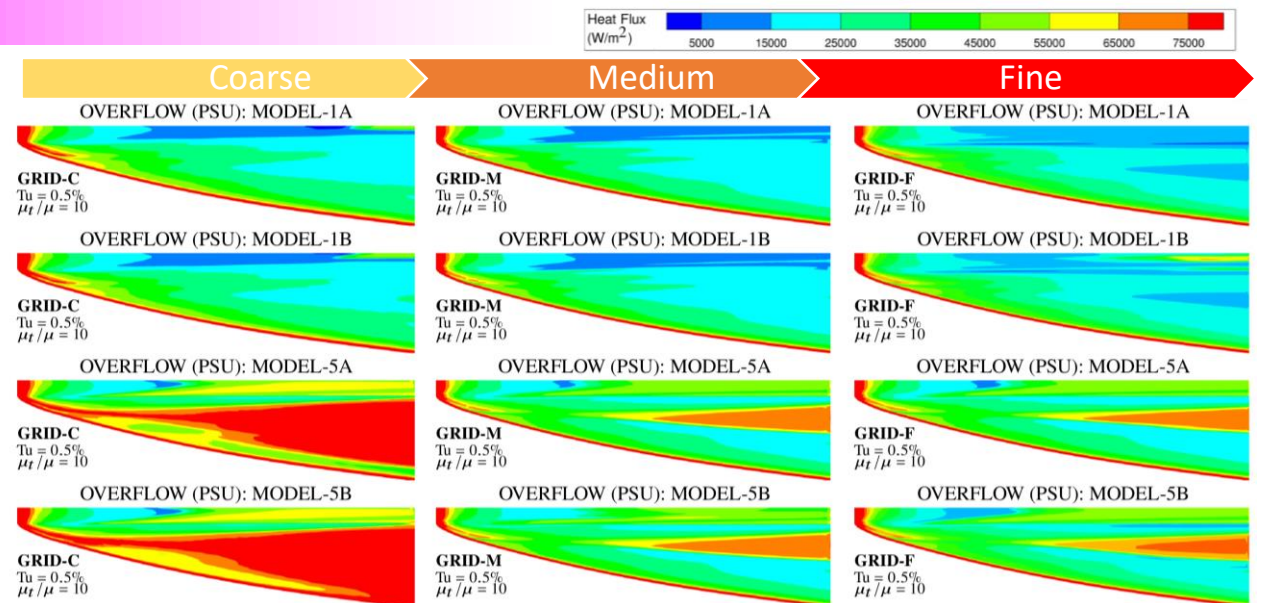 Heat Flux
(W/m²)
5000 15000 25000 35000 45000 55000 65000 75000
Coarse Medium Fine
OVERFLOW (PSU): MODEL-1A
GRID-C
Tu = 0.5%
μt/μ = 10
OVERFLOW (PSU): MODEL-1A
GRID-M
Tu = 0.5%
μt/μ = 10
OVERFLOW (PSU): MODEL-1A
GRID-F
Tu = 0.5%
μt/μ = 10
OVERFLOW (PSU): MODEL-1B
GRID-C
Tu = 0.5%
μt/μ = 10
OVERFLOW (PSU): MODEL-1B
GRID-M
Tu = 0.5%
μt/μ = 10
OVERFLOW (PSU): MODEL-1B
GRID-F
Tu = 0.5%
μt/μ = 10
OVERFLOW (PSU): MODEL-5A
GRID-C
Tu = 0.5%
μt/μ = 10
OVERFLOW (PSU): MODEL-5A
GRID-M
Tu = 0.5%
μt/μ = 10
OVERFLOW (PSU): MODEL-5A
GRID-F
Tu = 0.5%
μt/μ = 10
OVERFLOW (PSU): MODEL-5B
GRID-C
Tu = 0.5%
μt/μ = 10
OVERFLOW (PSU): MODEL-5B
GRID-M
Tu = 0.5%
μt/μ = 10
OVERFLOW (PSU): MODEL-5B
GRID-F
Tu = 0.5%
μt/μ = 10